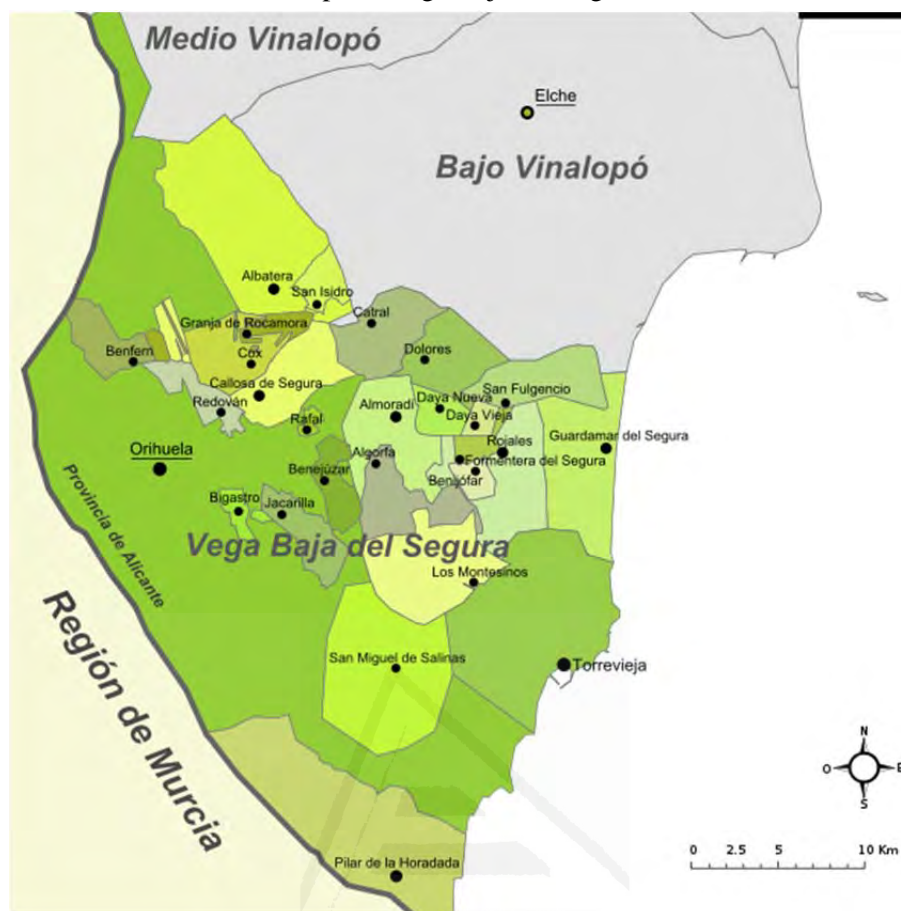 Medio Vinalopó
Elche
Bajo Vinalopó
Albatera
San Isidro
Granja de Rocamora
Catral
Benferri
Cox
Dolores
Callosa de Segura
San Fulgencio
Redován
Daya Nueva
Almoradí
Daya Vieja
Rafal
Guardamar del Segura
Rojales
Orihuela
Algorfa
Formentera del Segura
Benejúzar
Benijófar
Provincia de Alicante
Bigastro
Jacarilla
Vega Baja del Segura
Los Montesinos
Región de Murcia
San Miguel de Salinas
Torrevieja
N
O
E
S
Pilar de la Horadada
0 2.5 5 10 Km